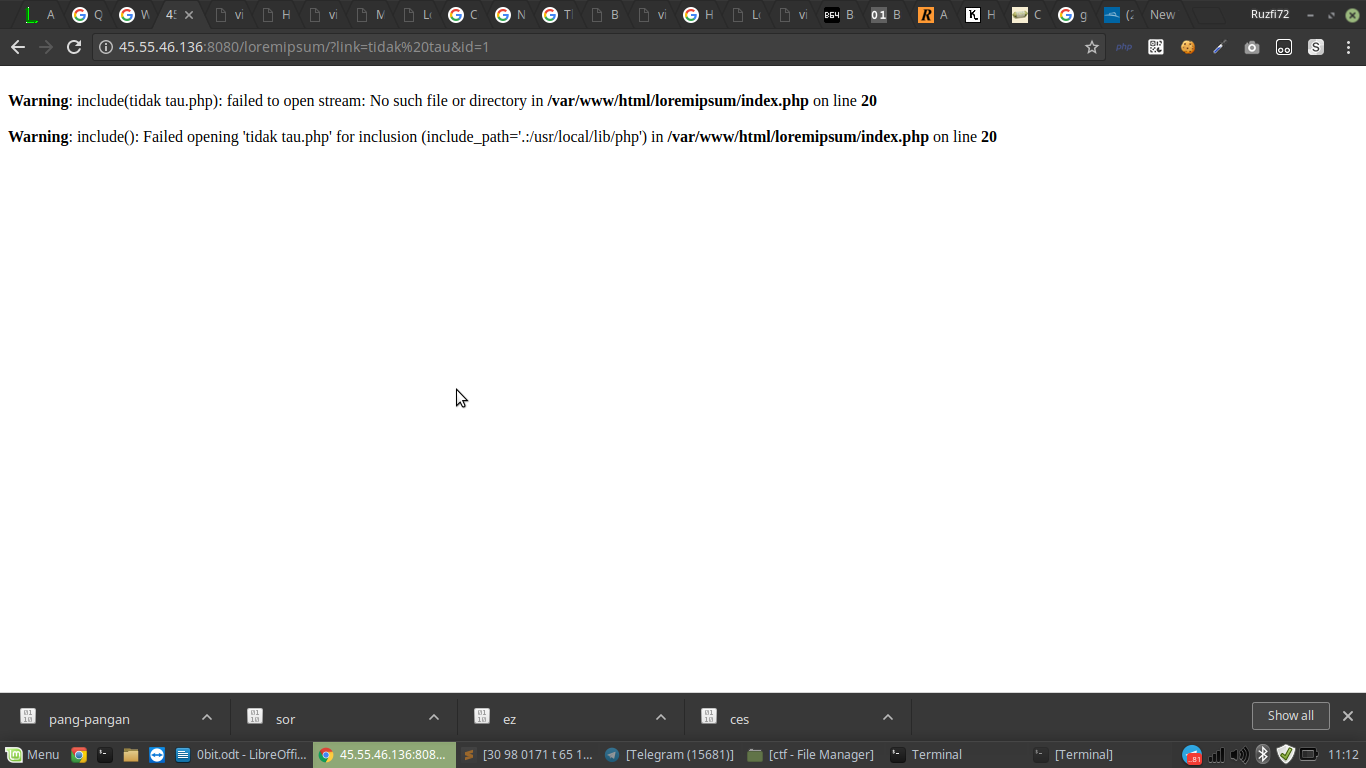 A
Q
W
45
vi
H
vi
M
Lo
C
N
Tl
B
vi
H
Lo
vi
B64 B
01 B
R A
K H
C
g
(2
New
Ruzfi72
45.55.46.136:8080/loremipsum/?link=tidak%20tau&id=1
php
S
Warning: include(tidak tau.php): failed to open stream: No such file or directory in /var/www/html/loremipsum/index.php on line 20
Warning: include(): Failed opening 'tidak tau.php' for inclusion (include_path='.:/usr/local/lib/php') in /var/www/html/loremipsum/index.php on line 20
pang-pangan
sor
ez
ces
Show all
Menu
0bit.odt - LibreOffi...
45.55.46.136:808...
[30 98 0171 t 65 1...
[Telegram (15681)]
[ctf - File Manager]
Terminal
[Terminal]
11:12